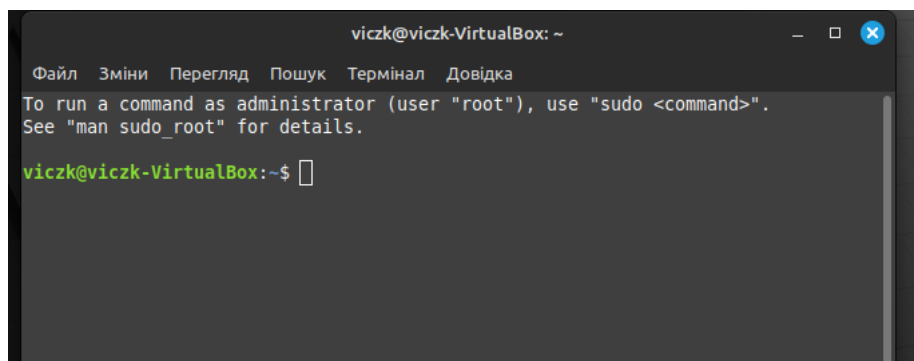 viczk@viczk-VirtualBox: ~
Файл Зміни Перегляд Пошук Термінал Довідка
To run a command as administrator (user "root"), use "sudo <command>".
See "man sudo_root" for details.
viczk@viczk-VirtualBox:~$